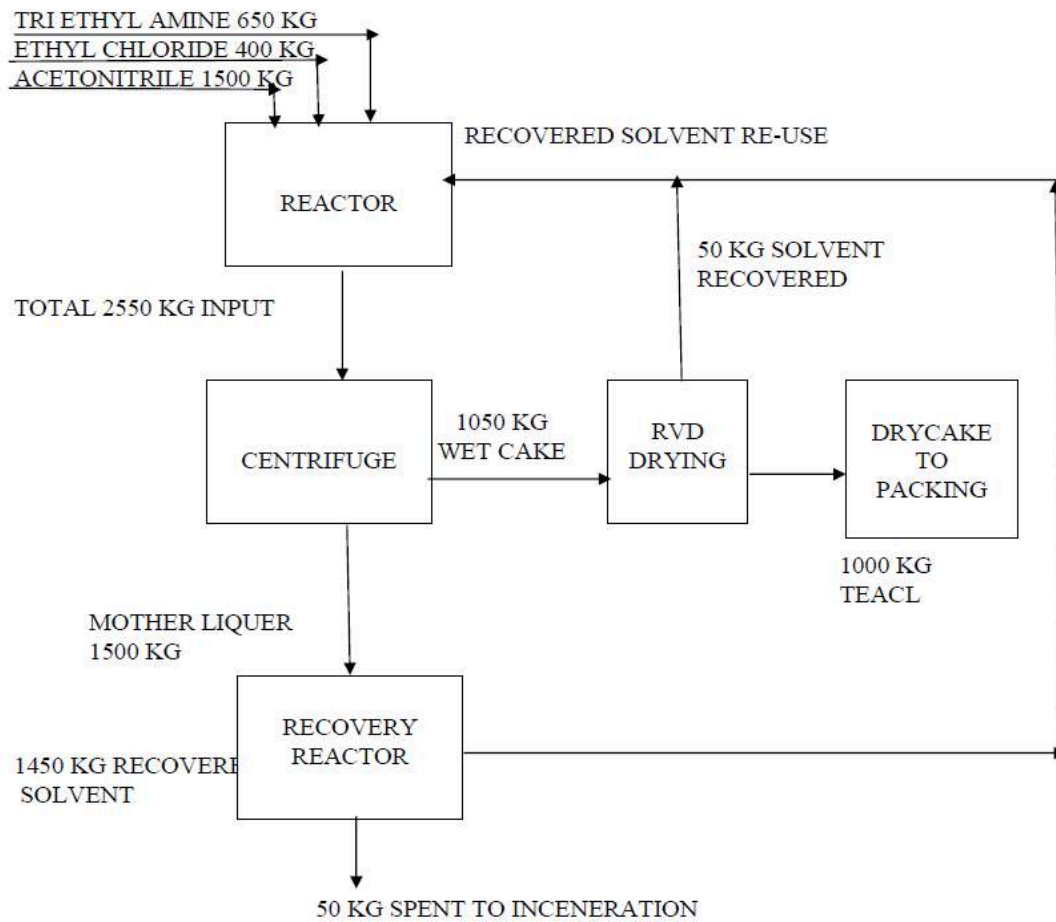 TRI ETHYL AMINE 650 KG
ETHYL CHLORIDE 400 KG
ACETONITRILE 1500 KG
RECOVERED SOLVENT RE-USE
REACTOR
50 KG SOLVENT
RECOVERED
TOTAL 2550 KG INPUT
CENTRIFUGE
1050 KG
WET CAKE
RVD
DRYING
DRYCAKE
TO
PACKING
1000 KG
TEACL
MOTHER LIQUER
1500 KG
RECOVERY
REACTOR
1450 KG RECOVERE
SOLVENT
50 KG SPENT TO INCENERATION